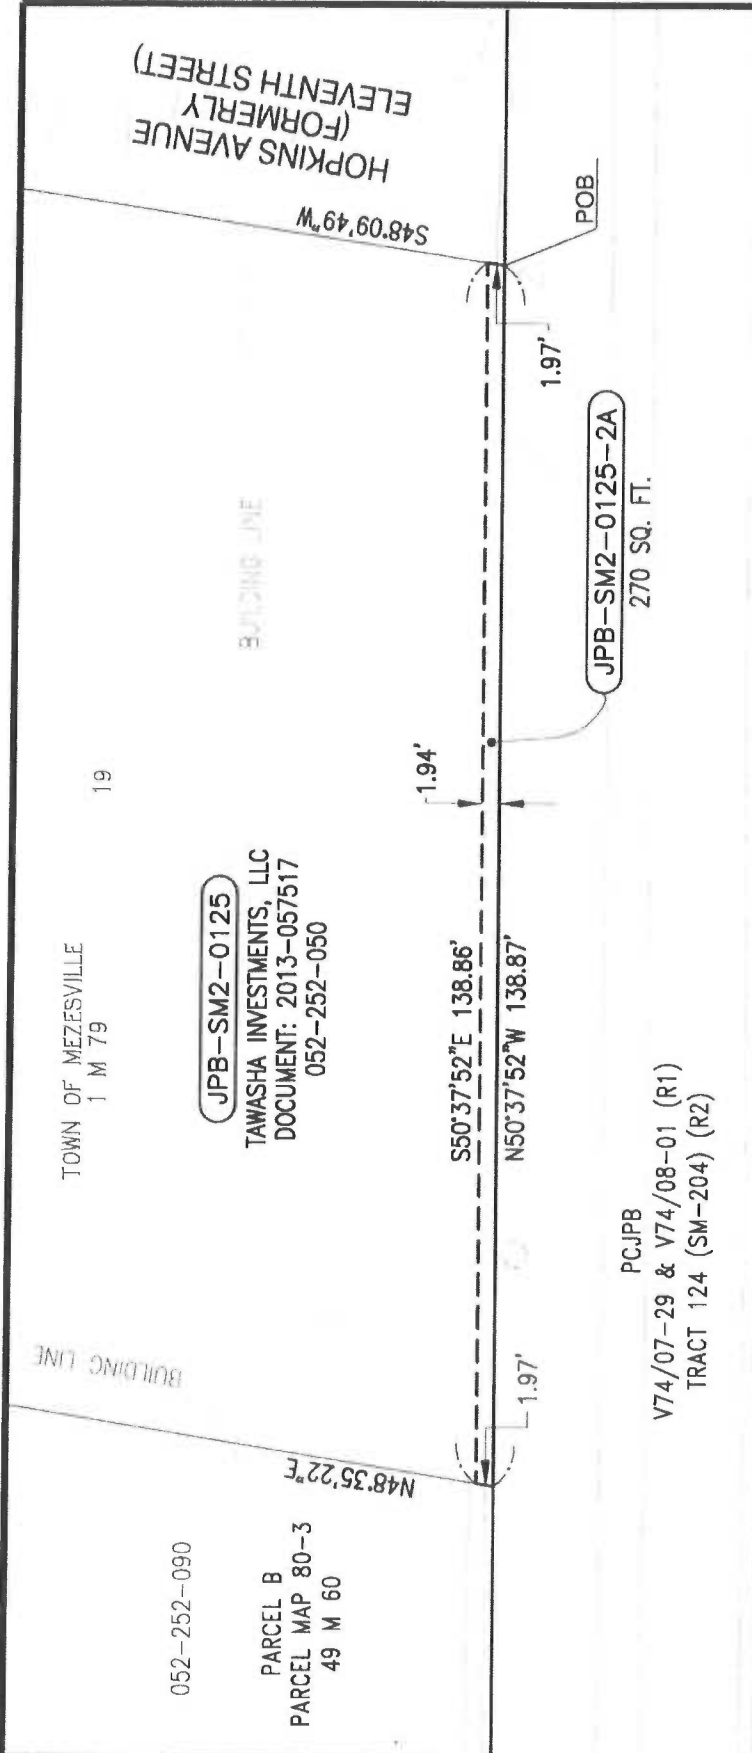 HOPKINS AVENUE
(FORMERLY
ELEVENTH STREET)
S48°09'49"W
POB
1.97'
BUILDING LINE
19
TOWN OF MEZESVILLE
1 M 79
JPB-SM2-0125
TAWASHA INVESTMENTS, LLC
DOCUMENT: 2013-057517
052-252-050
1.94'
JPB-SM2-0125-2A
270 SQ. FT.
S50°37'52"E 138.86'
N50°37'52"W 138.87'
BUILDING LINE
N48°35'22"E
1.97'
PCJPB
V74/07-29 & V74/08-01 (R1)
TRACT 124 (SM-204) (R2)
052-252-090
PARCEL B
PARCEL MAP 80-3
49 M 60